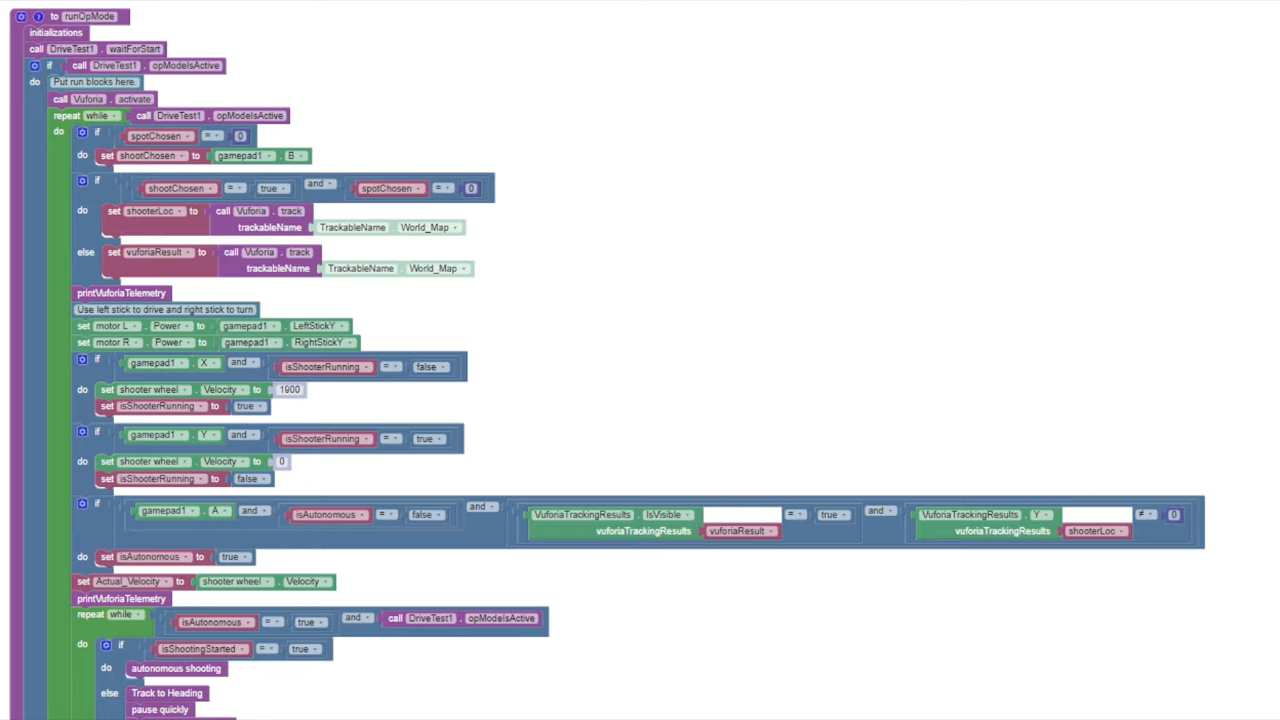 to runOpMode
initializations
call DriveTest1 . waitForStart
if call DriveTest1 . opModeIsActive
do Put run blocks here.
call Vuforia . activate
repeat while call DriveTest1 . opModeIsActive
do if spotChosen = 0
do set shootChosen to gamepad1 . B
if shootChosen = true and spotChosen = 0
do set shooterLoc to call Vuforia . track
trackableName TrackableName . World_Map
else set vuforiaResult to call Vuforia . track
trackableName TrackableName . World_Map
printVuforiaTelemetry
Use left stick to drive and right stick to turn
set motor L . Power to gamepad1 . LeftStickY
set motor R . Power to gamepad1 . RightStickY
if gamepad1 . X and isShooterRunning = false
do set shooter wheel . Velocity to 1900
set isShooterRunning to true
if gamepad1 . Y and isShooterRunning = true
do set shooter wheel . Velocity to 0
set isShooterRunning to false
if gamepad1 . A and isAutonomous = false and VuforiaTrackingResults . IsVisible = true and VuforiaTrackingResults . Y ≠ 0
vuforiaTrackingResults vuforiaResult vuforiaTrackingResults shooterLoc
do set isAutonomous to true
set Actual_Velocity to shooter wheel . Velocity
printVuforiaTelemetry
repeat while isAutonomous = true and call DriveTest1 . opModeIsActive
do if isShootingStarted = true
do autonomous shooting
else Track to Heading
pause quickly